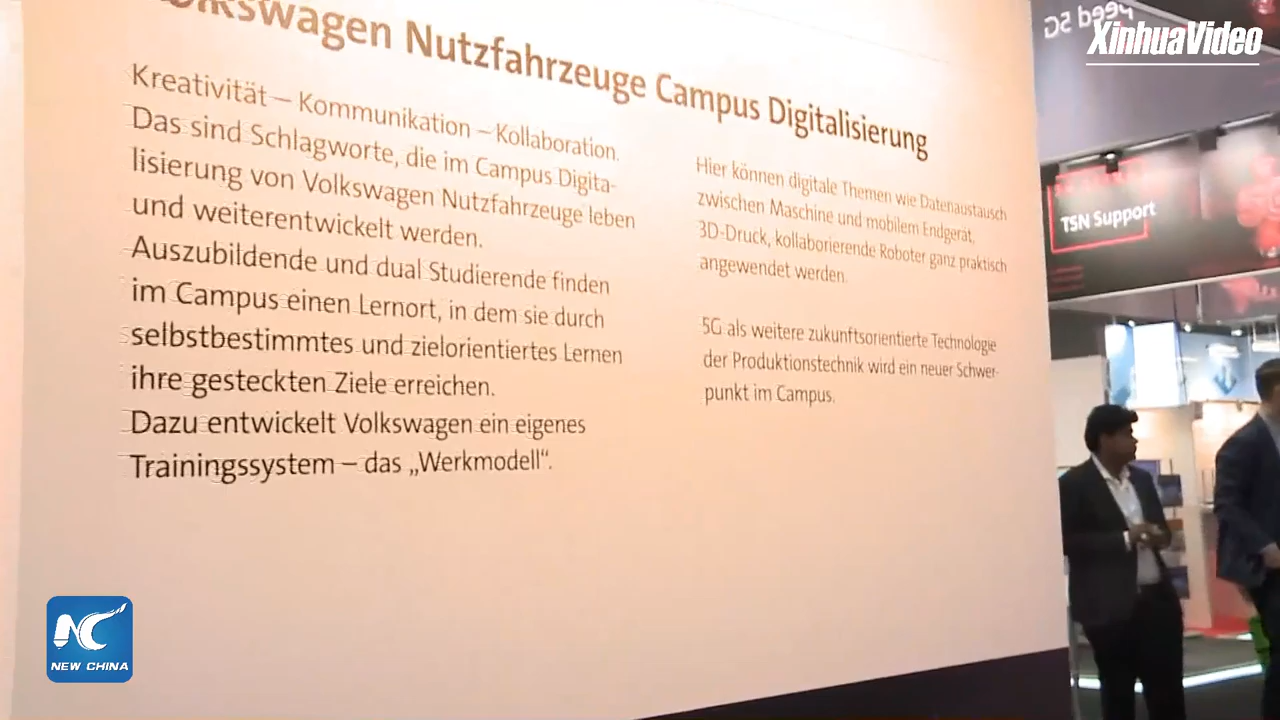 Volkswagen Nutzfahrzeuge Campus Digitalisierung
Kreativität – Kommunikation – Kollaboration.
Das sind Schlagworte, die im Campus Digita-
lisierung von Volkswagen Nutzfahrzeuge leben
und weiterentwickelt werden.
Auszubildende und dual Studierende finden
im Campus einen Lernort, in dem sie durch
selbstbestimmtes und zielorientiertes Lernen
ihre gesteckten Ziele erreichen.
Dazu entwickelt Volkswagen ein eigenes
Trainingssystem – das „Werkmodell“.
Hier können digitale Themen wie Datenaustausch
zwischen Maschine und mobilem Endgerät,
3D-Druck, kollaborierende Roboter ganz praktisch
angewendet werden.
5G als weitere zukunftsorientierte Technologie
der Produktionstechnik wird ein neuer Schwer-
punkt im Campus.
XinhuaVideo
TSN Support
NC
NEW CHINA